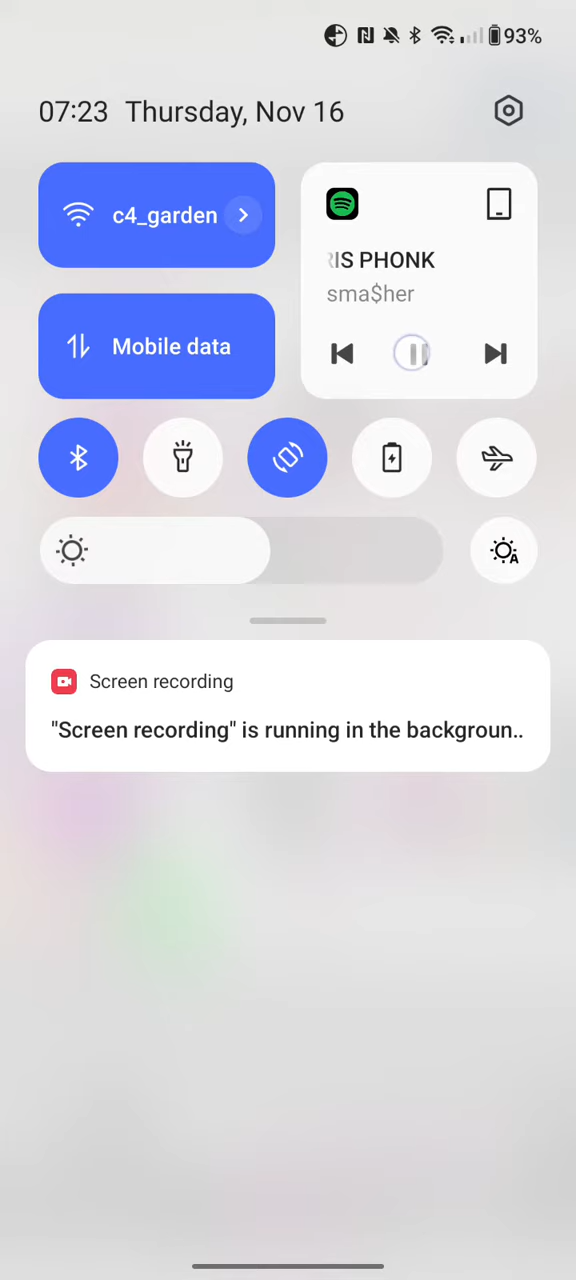 93%
07:23 Thursday, Nov 16
c4_garden
IS PHONK
sma$her
Mobile data
A
Screen recording
"Screen recording" is running in the backgroun..